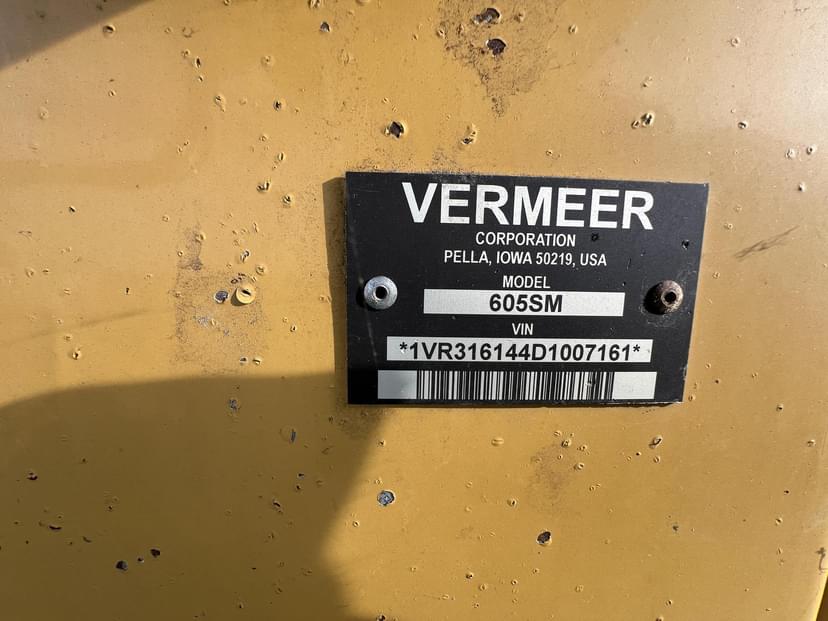 VERMEER
CORPORATION
PELLA, IOWA 50219, USA
MODEL
605SM
VIN
*1VR316144D1007161*